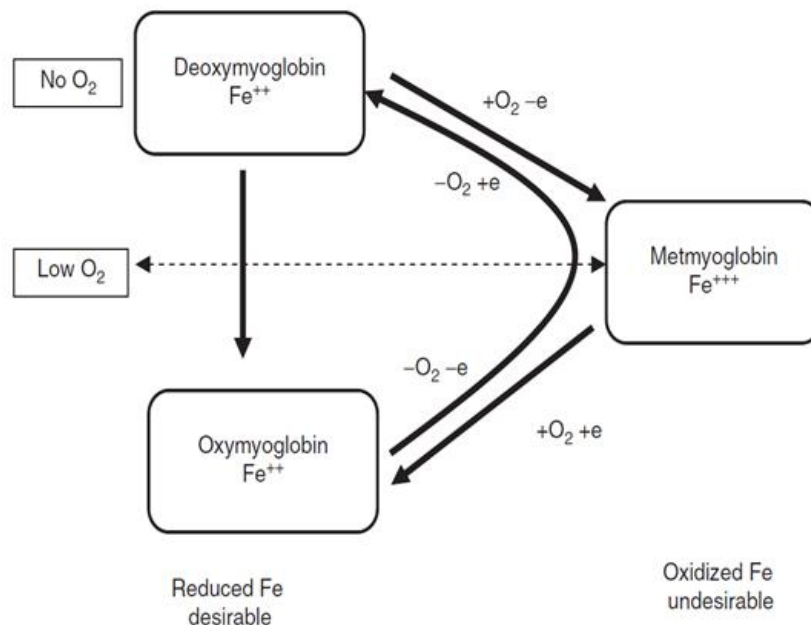 No O₂
Deoxymyoglobin
Fe⁺⁺
+O₂ −e
−O₂ +e
Low O₂
Metmyoglobin
Fe⁺⁺⁺
−O₂ −e
+O₂ +e
Oxymyoglobin
Fe⁺⁺
Reduced Fe
desirable
Oxidized Fe
undesirable